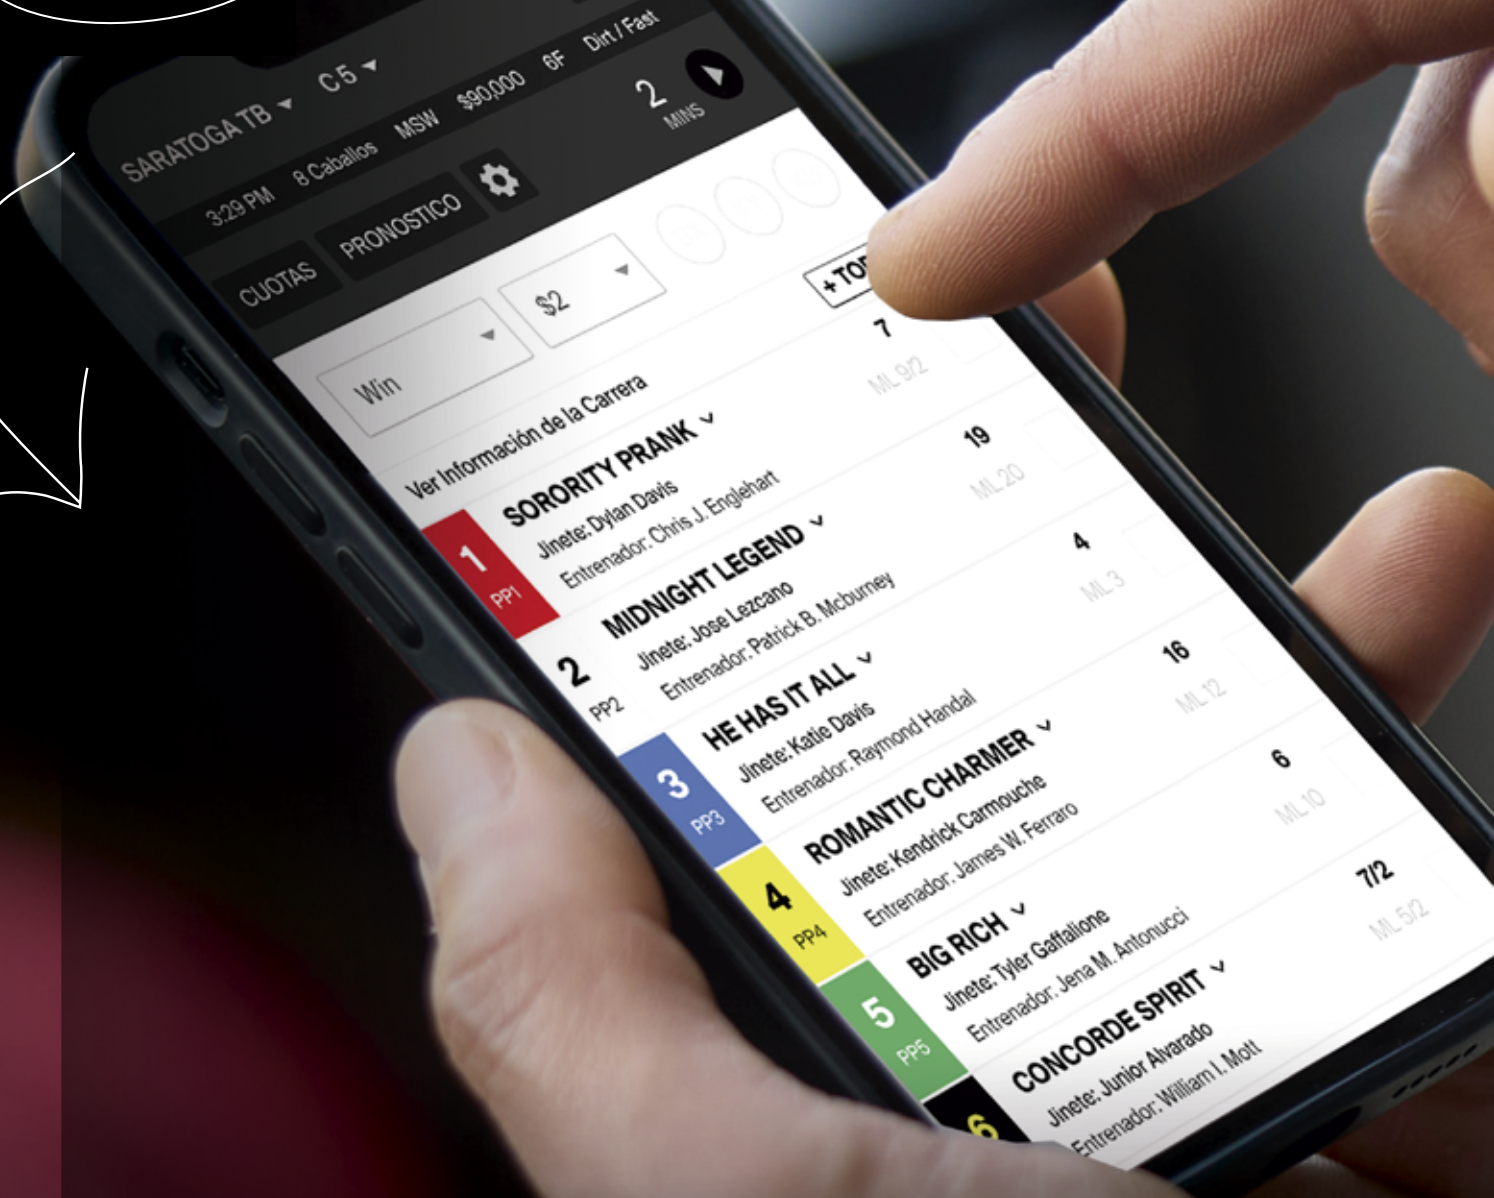 SARATOGA TB C 5
3:29 PM 8 Caballos MSW $90,000 6F Dirt / Fast
CUOTAS PRONOSTICO 2
MINS
Win $2
Ver Información de la Carrera +
1 SORORITY PRANK 7
PP1 Jinete: Dylan Davis ML 9/2
Entrenador: Chris J. Englehart
2 MIDNIGHT LEGEND 19
PP2 Jinete: Jose Lezcano ML 20
Entrenador: Patrick B. Mcburney
3 HE HAS IT ALL 4
PP3 Jinete: Katie Davis ML 3
Entrenador: Raymond Handal
4 ROMANTIC CHARMER 16
PP4 Jinete: Kendrick Carmouche ML 12
Entrenador: James W. Ferraro
5 BIG RICH 6
PP5 Jinete: Tyler Gaffalione ML 10
Entrenador: Jena M. Antonucci
6 CONCORDE SPIRIT 7/2
Jinete: Junior Alvarado ML 5/2
Entrenador: William I. Mott